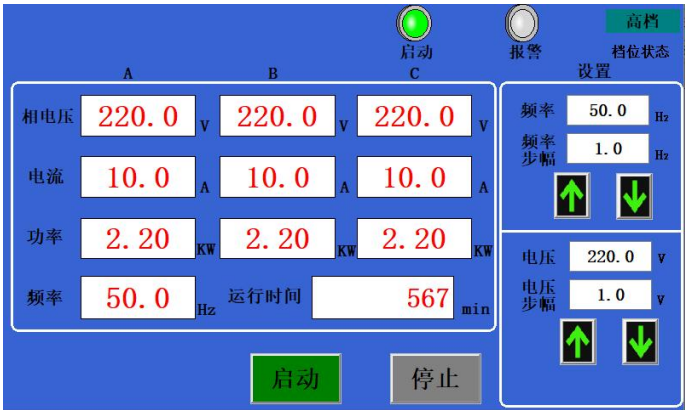 高档
启动 报警 档位状态
A B C 设置
相电压 220.0 V 220.0 V 220.0 V
电流 10.0 A 10.0 A 10.0 A
功率 2.20 KW 2.20 KW 2.20 KW
频率 50.0 Hz 运行时间 567 min
频率 50.0 Hz
频率
步幅 1.0 Hz
电压 220.0 V
电压
步幅 1.0 V
启动 停止